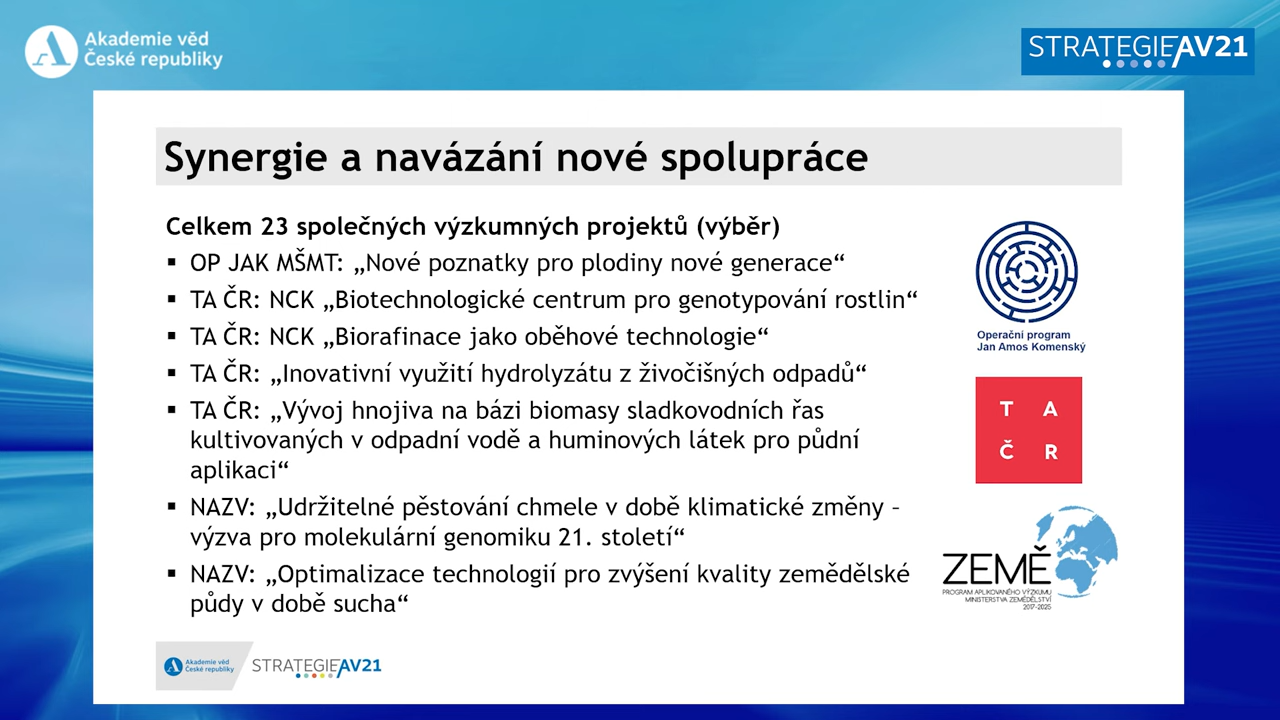 Akademie věd
České republiky
STRATEGIEAV21
Synergie a navázání nové spolupráce
Celkem 23 společných výzkumných projektů (výběr)
▪ OP JAK MŠMT: „Nové poznatky pro plodiny nové generace“
▪ TA ČR: NCK „Biotechnologické centrum pro genotypování rostlin“
▪ TA ČR: NCK „Biorafinace jako oběhové technologie“
▪ TA ČR: „Inovativní využití hydrolyzátu z živočišných odpadů“
▪ TA ČR: „Vývoj hnojiva na bázi biomasy sladkovodních řas
kultivovaných v odpadní vodě a huminových látek pro půdní
aplikaci“
▪ NAZV: „Udržitelné pěstování chmele v době klimatické změny –
výzva pro molekulární genomiku 21. století“
▪ NAZV: „Optimalizace technologií pro zvýšení kvality zemědělské
půdy v době sucha“
Operační program
Jan Amos Komenský
T A
Č R
ZEMĚ
PROGRAM APLIKOVANÉHO VÝZKUMU
MINISTERSTVA ZEMĚDĚLSTVÍ
2017-2025
Akademie věd
České republiky
STRATEGIEAV21